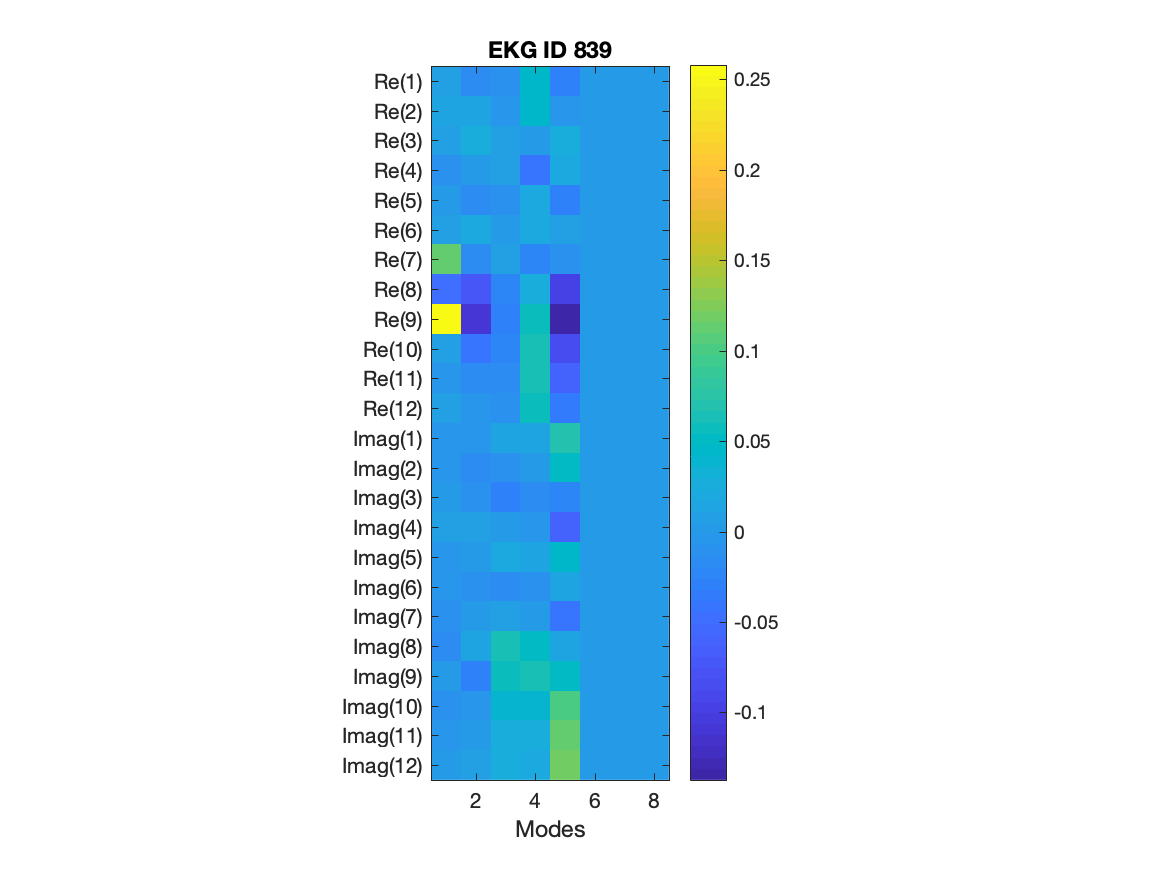 EKG ID 839
Re(1)
Re(2)
Re(3)
Re(4)
Re(5)
Re(6)
Re(7)
Re(8)
Re(9)
Re(10)
Re(11)
Re(12)
Imag(1)
Imag(2)
Imag(3)
Imag(4)
Imag(5)
Imag(6)
Imag(7)
Imag(8)
Imag(9)
Imag(10)
Imag(11)
Imag(12)
2 4 6 8
Modes
0.25
0.2
0.15
0.1
0.05
0
-0.05
-0.1